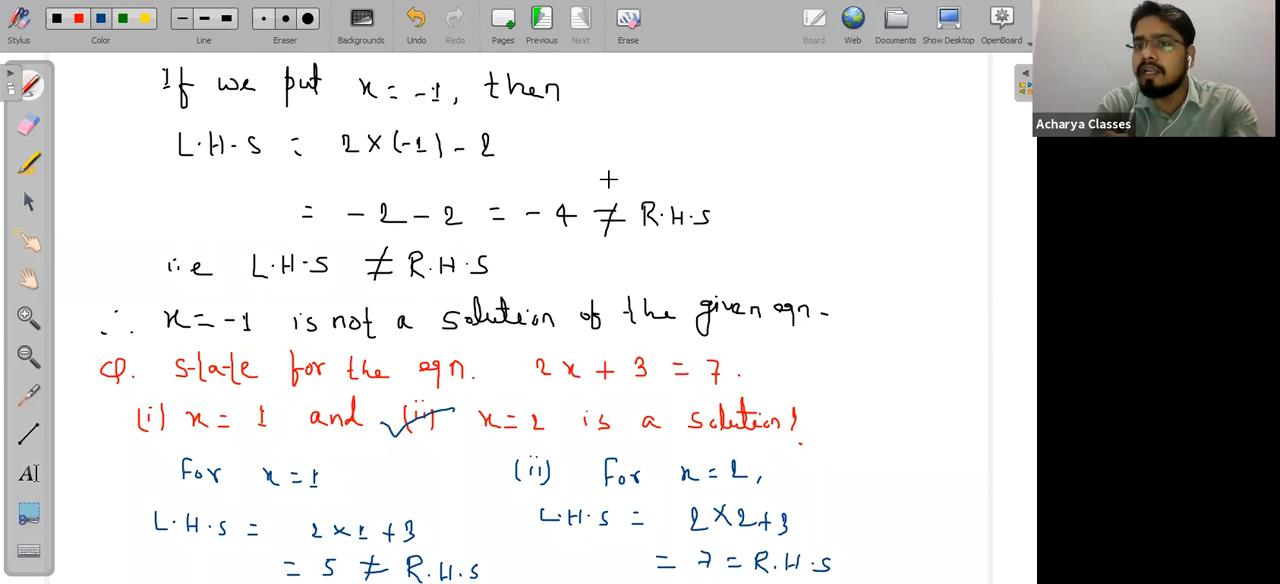 Stylus Color Line Eraser Backgrounds Undo Redo Pages Previous Next Erase Board Web Documents Show Desktop OpenBoard
Acharya Classes
If we put x = -1, then
L.H.S = 2 × (-1) - 2
= -2 - 2 = -4 ≠ R.H.S
i.e L.H.S ≠ R.H.S
∴ x = -1 is not a solution of the given eqn.
Q. State for the eqn. 2x + 3 = 7.
(i) x = 1 and (ii) x = 2 is a solution?
For x = 1
(ii) For x = 2,
L.H.S = 2 × 1 + 3
L.H.S = 2 × 2 + 3
= 5 ≠ R.H.S
= 7 = R.H.S